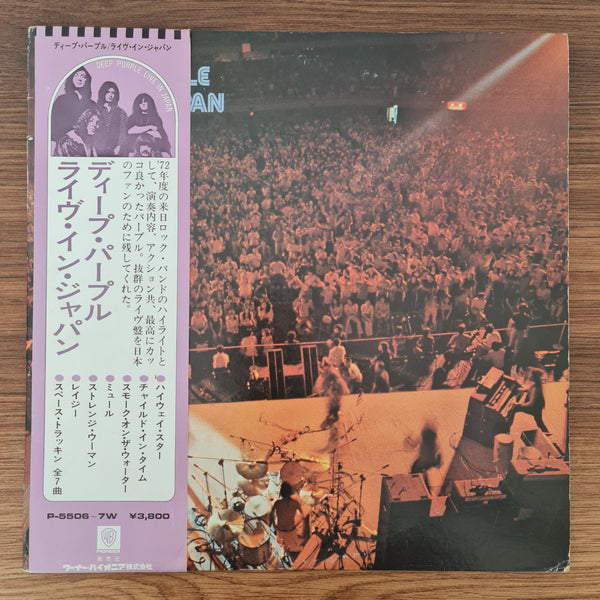 ディープ・パープル/ライヴ・イン・ジャパン
DEEP PURPLE LIVE IN JAPAN
ディープ・パープル
ライヴ・イン・ジャパン
'72年度の来日ロック・バンドのハイライトと
して、演奏内容、アクション共、最高にカッ
コ良かったパープル。抜群のライヴ盤を日本
のファンのために残してくれた。
●ハイウェイ・スター
●チャイルド・イン・タイム
●スモーク・オン・ザ・ウォーター
●ミュール
●ストレンジ・ウーマン
●レイジー
●スペース・トラッキン 全7曲
P-5506~7W ¥3,800
WB
PIONEER
発売元
ワーナー・パイオニア株式会社
LE
PAN